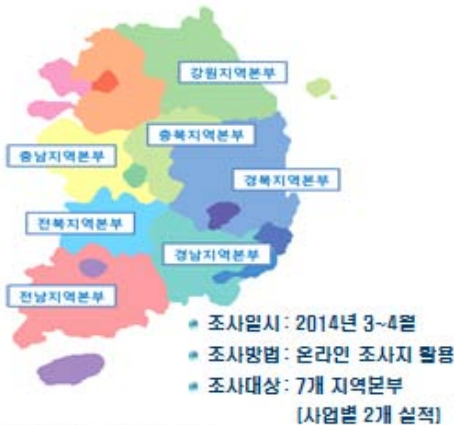 강원지역본부
충북지역본부
충남지역본부
경북지역본부
전북지역본부
경남지역본부
전남지역본부
조사일시 : 2014년 3~4월
조사방법 : 온라인 조사지 활용
조사대상 : 7개 지역본부
(사업별 2개 실적)